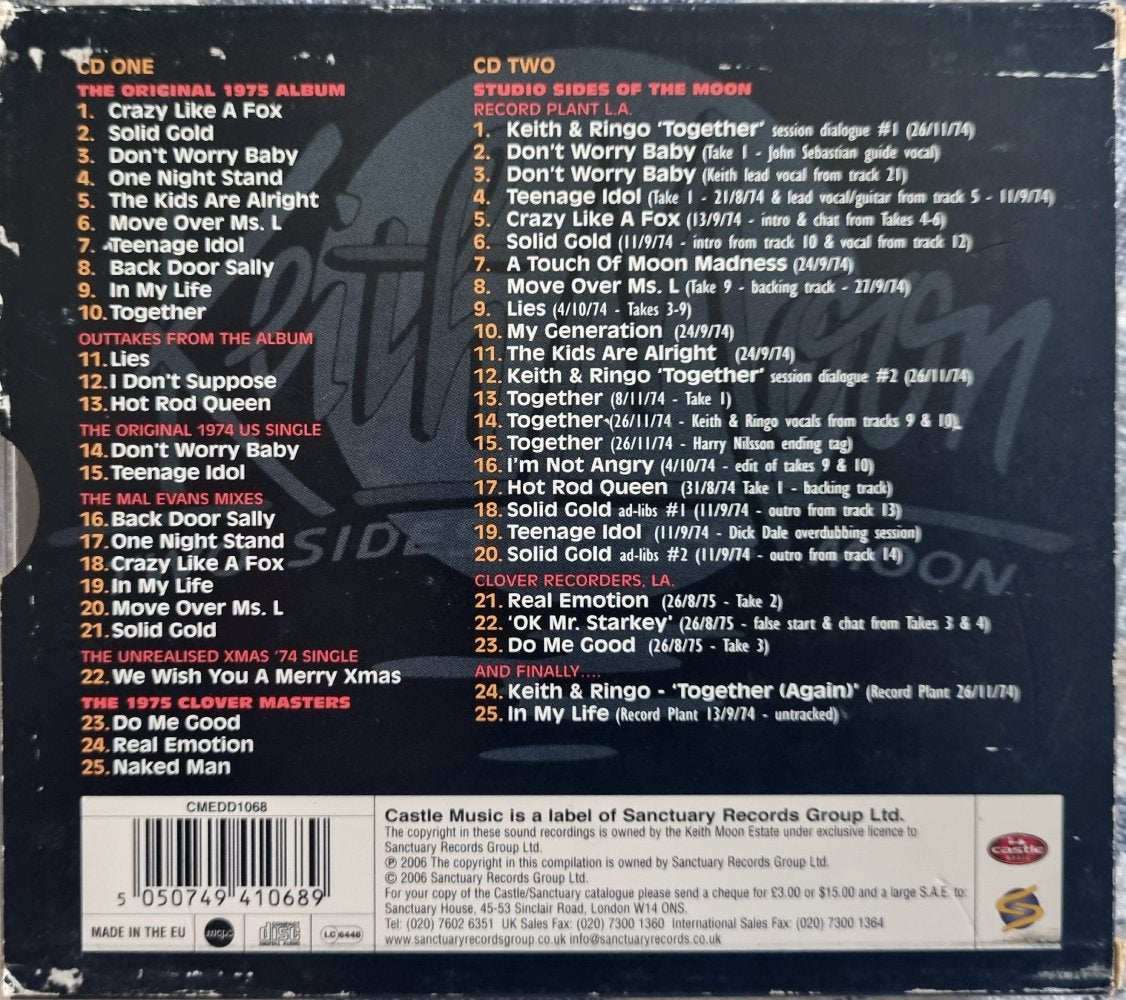 CD ONE
THE ORIGINAL 1975 ALBUM
1. Crazy Like A Fox
2. Solid Gold
3. Don't Worry Baby
4. One Night Stand
5. The Kids Are Alright
6. Move Over Ms. L
7. Teenage Idol
8. Back Door Sally
9. In My Life
10. Together
OUTTAKES FROM THE ALBUM
11. Lies
12. I Don't Suppose
13. Hot Rod Queen
THE ORIGINAL 1974 US SINGLE
14. Don't Worry Baby
15. Teenage Idol
THE MAL EVANS MIXES
16. Back Door Sally
17. One Night Stand
18. Crazy Like A Fox
19. In My Life
20. Move Over Ms. L
21. Solid Gold
THE UNREALISED XMAS '74 SINGLE
22. We Wish You A Merry Xmas
THE 1975 CLOVER MASTERS
23. Do Me Good
24. Real Emotion
25. Naked Man
CD TWO
STUDIO SIDES OF THE MOON
RECORD PLANT L.A.
1. Keith & Ringo 'Together' session dialogue #1 (26/11/74)
2. Don't Worry Baby (Take 1 - John Sebastian guide vocal)
3. Don't Worry Baby (Keith lead vocal from track 21)
4. Teenage Idol (Take 1 - 21/8/74 & lead vocal/guitar from track 5 - 11/9/74)
5. Crazy Like A Fox (13/9/74 - intro & chat from Takes 4-6)
6. Solid Gold (11/9/74 - intro from track 10 & vocal from track 12)
7. A Touch Of Moon Madness (24/9/74)
8. Move Over Ms. L (Take 9 - backing track - 27/9/74)
9. Lies (4/10/74 - Takes 3-9)
10. My Generation (24/9/74)
11. The Kids Are Alright (24/9/74)
12. Keith & Ringo 'Together' session dialogue #2 (26/11/74)
13. Together (8/11/74 - Take 1)
14. Together (26/11/74 - Keith & Ringo vocals from tracks 9 & 10)
15. Together (26/11/74 - Harry Nilsson ending tag)
16. I'm Not Angry (4/10/74 - edit of takes 9 & 10)
17. Hot Rod Queen (31/8/74 Take 1 - backing track)
18. Solid Gold ad-libs #1 (11/9/74 - outro from track 13)
19. Teenage Idol (11/9/74 - Dick Dale overdubbing session)
20. Solid Gold ad-libs #2 (11/9/74 - outro from track 14)
CLOVER RECORDERS, LA.
21. Real Emotion (26/8/75 - Take 2)
22. 'OK Mr. Starkey' (26/8/75 - false start & chat from Takes 3 & 4)
23. Do Me Good (26/8/75 - Take 3)
AND FINALLY....
24. Keith & Ringo - 'Together (Again)' (Record Plant 26/11/74)
25. In My Life (Record Plant 13/9/74 - untracked)
Keith Moon
SIDE
MOON
CMEDD1068
5 050749 410689
MADE IN THE EU
mcps
COMPACT
disc
DIGITAL AUDIO
LC 6448
Castle Music is a label of Sanctuary Records Group Ltd.
The copyright in these sound recordings is owned by the Keith Moon Estate under exclusive licence to
Sanctuary Records Group Ltd.
℗ 2006 The copyright in this compilation is owned by Sanctuary Records Group Ltd.
© 2006 Sanctuary Records Group Ltd.
For your copy of the Castle/Sanctuary catalogue please send a cheque for £3.00 or $15.00 and a large S.A.E. to:
Sanctuary House, 45-53 Sinclair Road, London W14 0NS.
Tel: (020) 7602 6351 UK Sales Fax: (020) 7300 1360 International Sales Fax: (020) 7300 1364
www.sanctuaryrecordsgroup.co.uk info@sanctuaryrecords.co.uk
castle
MUSIC